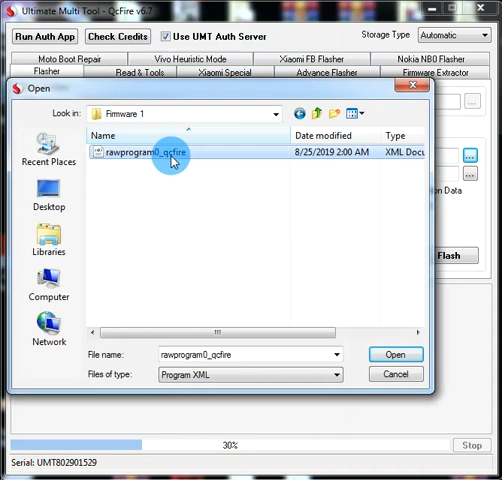 Ultimate Multi Tool - QcFire v6.7
Run Auth App
Check Credits
Use UMT Auth Server
Storage Type
Automatic
Moto Boot Repair
Vivo Heuristic Mode
Xiaomi FB Flasher
Nokia NB0 Flasher
Flasher
Read & Tools
Xiaomi Special
Advance Flasher
Firmware Extractor
Open
Look in:
Firmware 1
Name
Date modified
Type
rawprogram0_qcfire
8/25/2019 2:00 AM
XML Docu
Recent Places
Desktop
Libraries
Computer
Network
on Data
Flash
File name:
rawprogram0_qcfire
Open
Files of type:
Program XML
Cancel
30%
Stop
Serial: UMT802901529